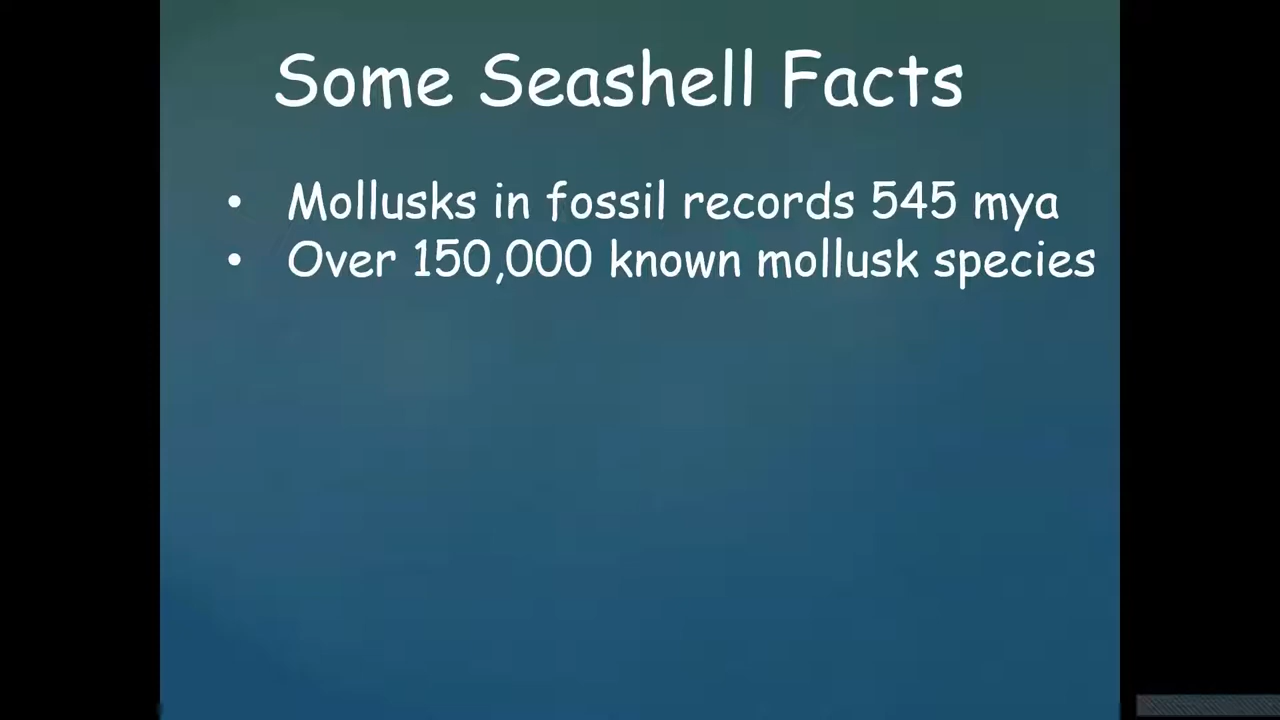 Some Seashell Facts
• Mollusks in fossil records 545 mya
• Over 150,000 known mollusk species